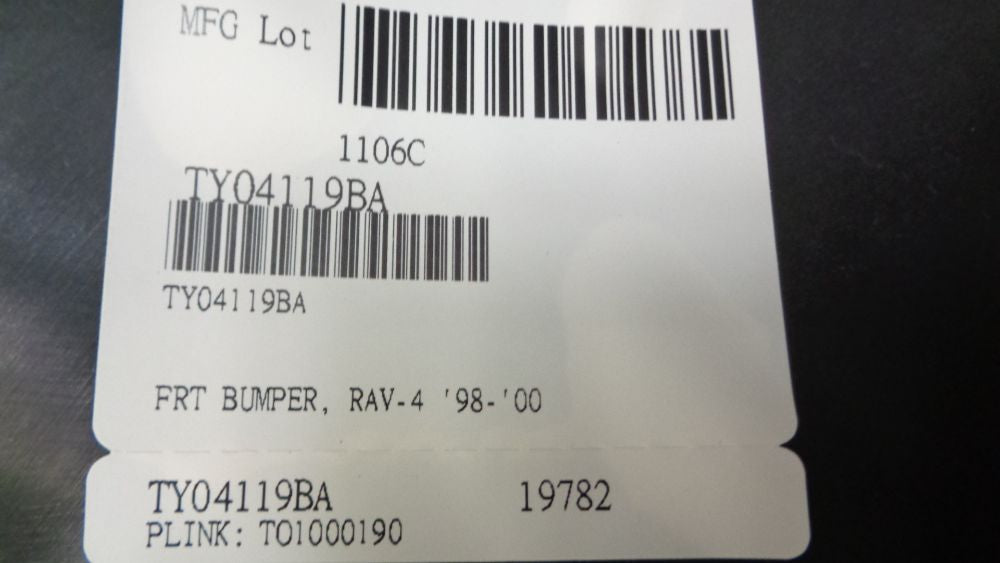 MFG Lot
1106C
TY04119BA
TY04119BA
FRT BUMPER, RAV-4 '98-'00
TY04119BA 19782
PLINK: TO1000190